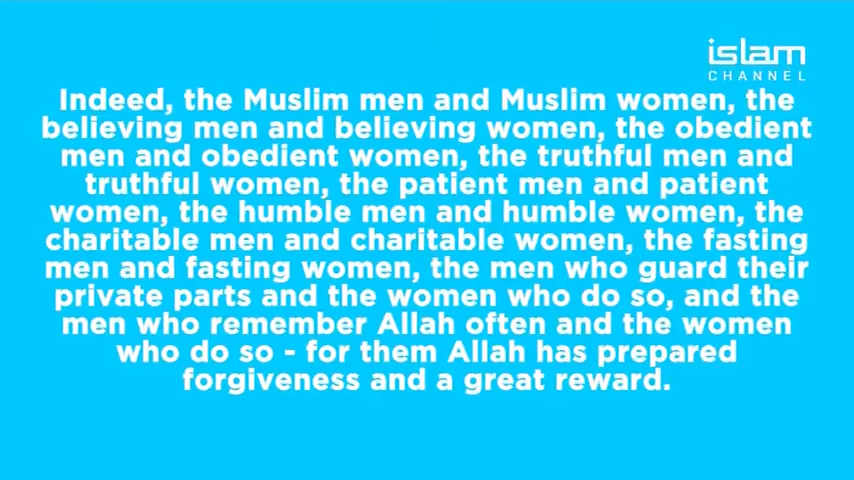 islam
CHANNEL
Indeed, the Muslim men and Muslim women, the
believing men and believing women, the obedient
men and obedient women, the truthful men and
truthful women, the patient men and patient
women, the humble men and humble women, the
charitable men and charitable women, the fasting
men and fasting women, the men who guard their
private parts and the women who do so, and the
men who remember Allah often and the women
who do so - for them Allah has prepared
forgiveness and a great reward.